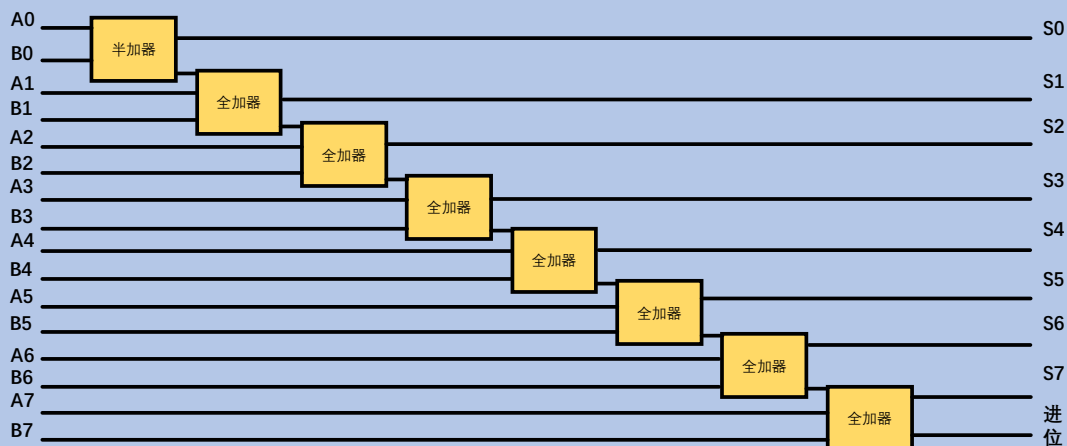 A0
半加器
S0
B0
A1
全加器
S1
B1
A2
全加器
S2
B2
A3
全加器
S3
B3
A4
全加器
S4
B4
A5
全加器
S5
B5
A6
全加器
S6
B6
A7
全加器
S7
B7
进
位